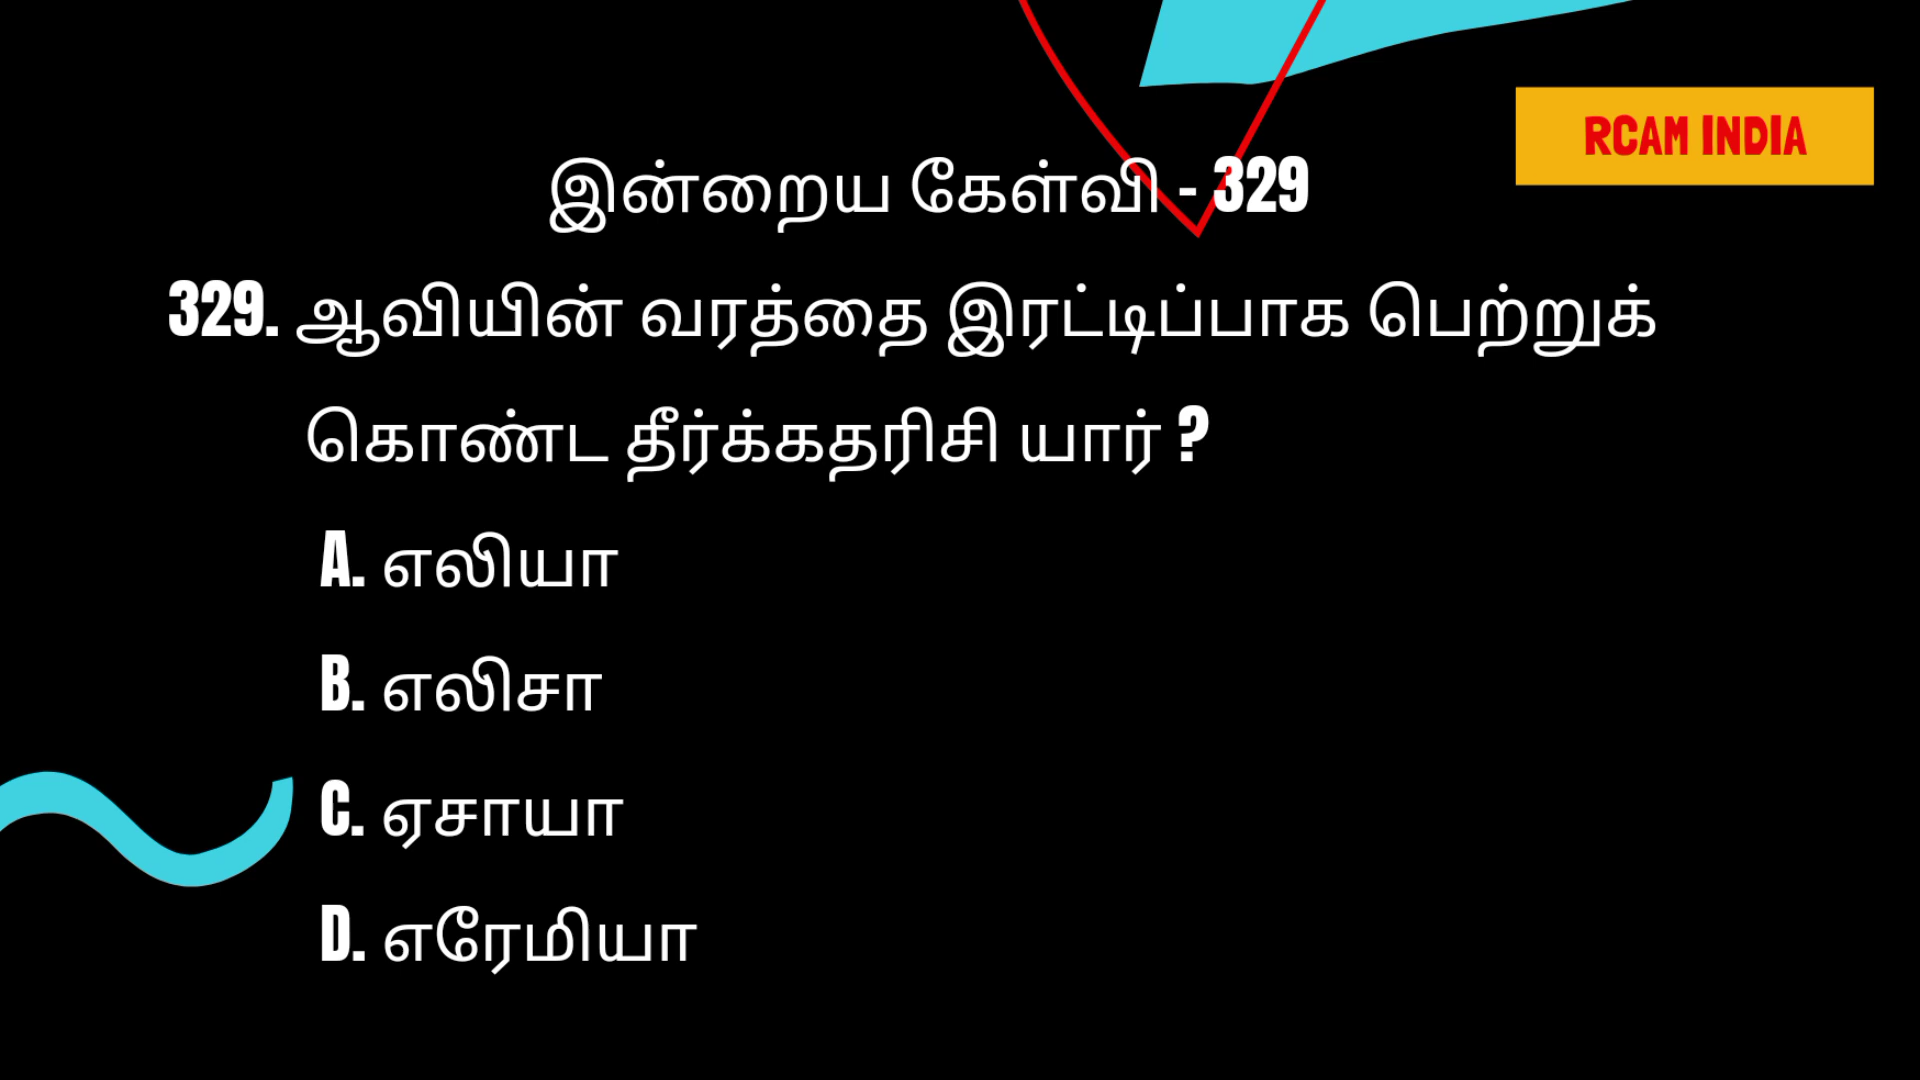 RCAM INDIA
இன்றைய கேள்வி - 329
329. ஆவியின் வரத்தை இரட்டிப்பாக பெற்றுக்
கொண்ட தீர்க்கதரிசி யார் ?
A. எலியா
B. எலிசா
C. ஏசாயா
D. எரேமியா